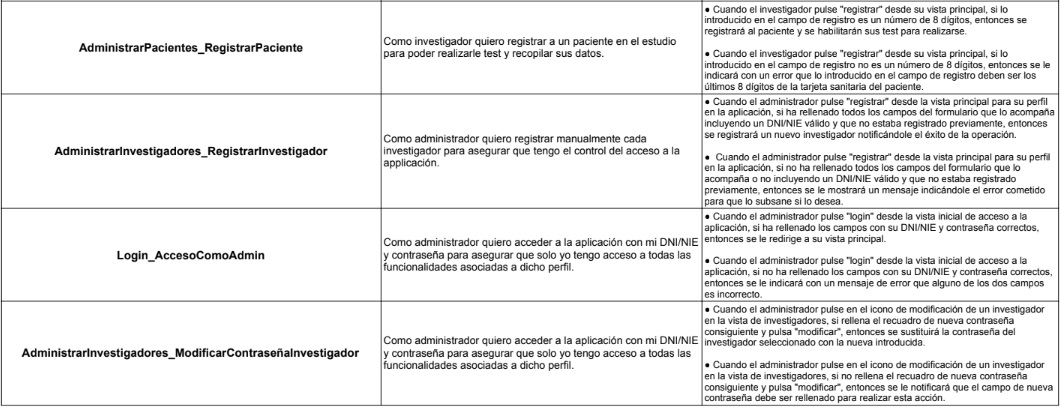 AdministrarPacientes_RegistrarPaciente
Como investigador quiero registrar a un paciente en el estudio
para poder realizarle test y recopilar sus datos.
● Cuando el investigador pulse "registrar" desde su vista principal, si lo
introducido en el campo de registro es un número de 8 dígitos, entonces se
registrará al paciente y se habilitarán sus test para realizarse.
● Cuando el investigador pulse "registrar" desde su vista principal, si lo
introducido en el campo de registro no es un número de 8 dígitos, entonces se le
indicará con un error que lo introducido en el campo de registro deben ser los
últimos 8 dígitos de la tarjeta sanitaria del paciente.
AdministrarInvestigadores_RegistrarInvestigador
Como administrador quiero registrar manualmente cada
investigador para asegurar que tengo el control del acceso a la
applicación.
● Cuando el administrador pulse "registrar" desde la vista principal para su perfil
en la aplicación, si ha rellenado todos los campos del formulario que lo acompaña
incluyendo un DNI/NIE válido y que no estaba registrado previamente, entonces
se registrará un nuevo investigador notificándole el éxito de la operación.
● Cuando el administrador pulse "registrar" desde la vista principal para su perfil
en la aplicación, si no ha rellenado todos los campos del formulario que lo
acompaña o no incluyendo un DNI/NIE válido y que no estaba registrado
previamente, entonces se le mostrará un mensaje indicándole el error cometido
para que lo subsane si lo desea.
Login_AccesoComoAdmin
Como administrador quiero acceder a la aplicación con mi DNI/NIE
y contraseña para asegurar que solo yo tengo acceso a todas las
funcionalidades asociadas a dicho perfil.
● Cuando el administrador pulse "login" desde la vista inicial de acceso a la
aplicación, si ha rellenado los campos con su DNI/NIE y contraseña correctos,
entonces se le redirige a su vista principal.
● Cuando el administrador pulse "login" desde la vista inicial de acceso a la
aplicación, si no ha rellenado los campos con su DNI/NIE y contraseña correctos,
entonces se le indicará con un mensaje de error que alguno de los dos campos
es incorrecto.
AdministrarInvestigadores_ModificarContraseñaInvestigador
Como administrador quiero acceder a la aplicación con mi DNI/NIE
y contraseña para asegurar que solo yo tengo acceso a todas las
funcionalidades asociadas a dicho perfil.
● Cuando el administrador pulse en el icono de modificación de un investigador
en la vista de investigadores, si rellena el recuadro de nueva contraseña
consiguiente y pulsa "modificar", entonces se sustituirá la contraseña del
investigador seleccionado con la nueva introducida.
● Cuando el administrador pulse en el icono de modificación de un investigador
en la vista de investigadores, si no rellena el recuadro de nueva contraseña
consiguiente y pulsa "modificar", entonces se le notificará que el campo de nueva
contraseña debe ser rellenado para realizar esta acción.